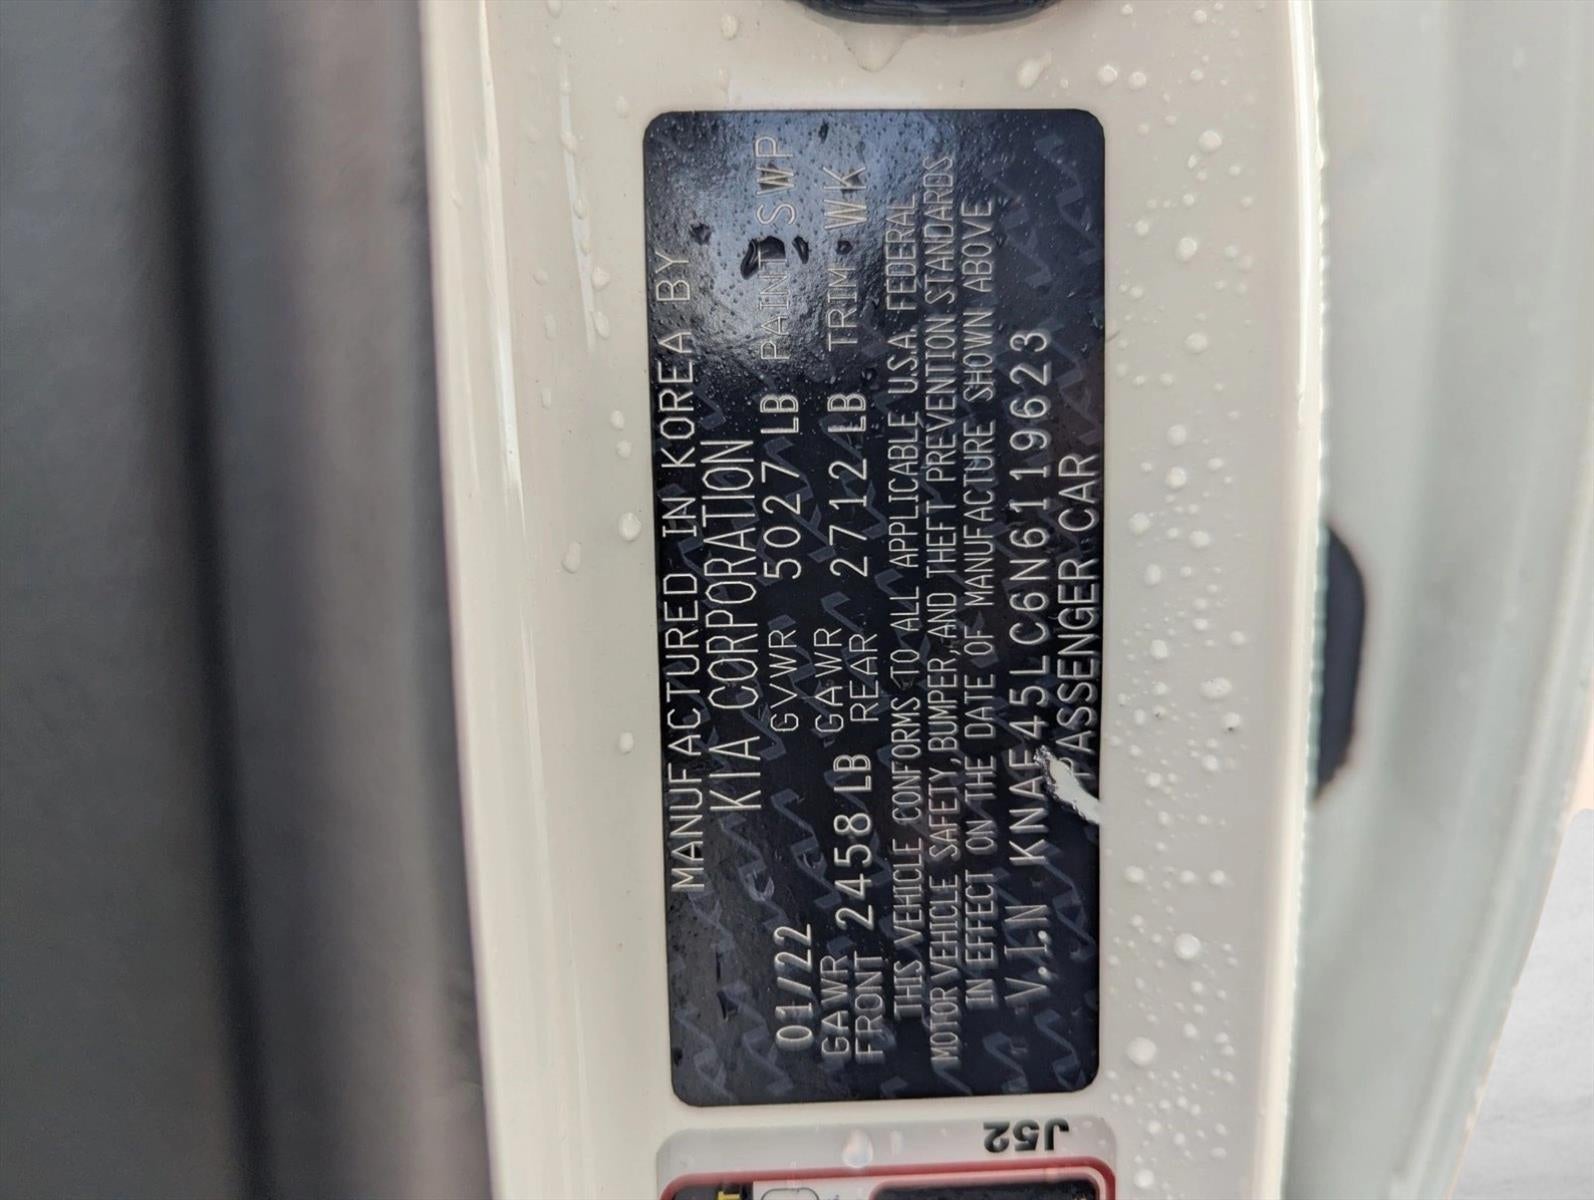 MANUFACTURED IN KOREA BY
KIA CORPORATION
01/22 GVWR 5027 LB PAINT SWP
GAWR FRONT 2458 LB GAWR REAR 2712 LB TRIM WK
THIS VEHICLE CONFORMS TO ALL APPLICABLE U.S.A. FEDERAL
MOTOR VEHICLE SAFETY, BUMPER, AND THEFT PREVENTION STANDARDS
IN EFFECT ON THE DATE OF MANUFACTURE SHOWN ABOVE
V.I.N KNAE45LC6N6119623
PASSENGER CAR
J52